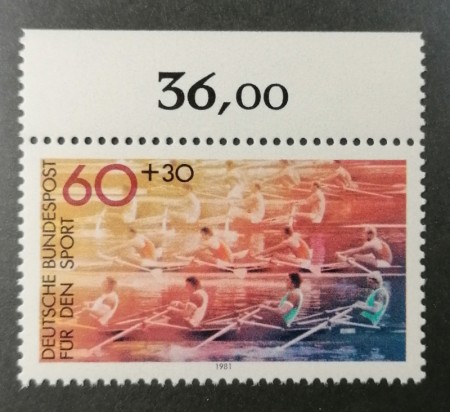 36,00
60+30
DEUTSCHE BUNDESPOST
FÜR DEN SPORT
1981